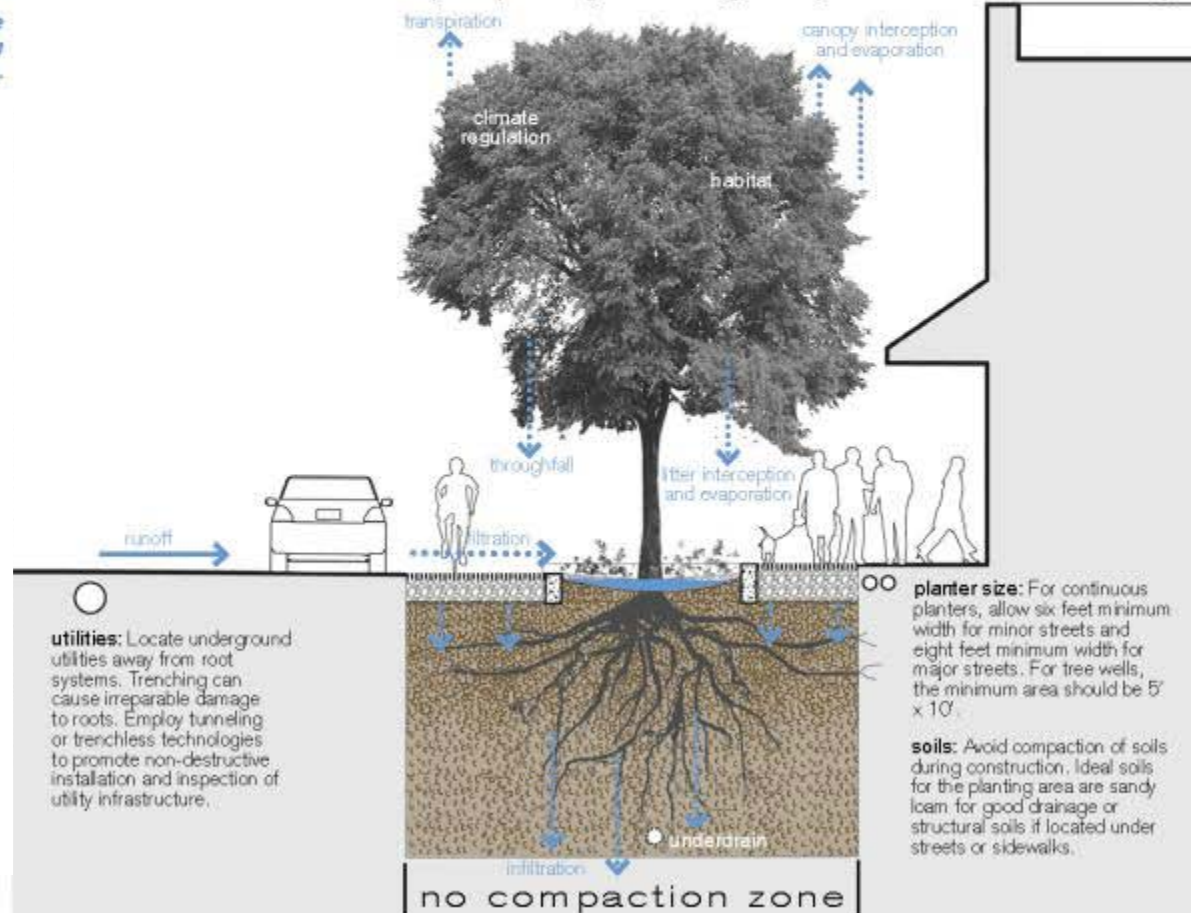 transpiration
canopy interception
and evaporation
climate
regulation
habitat
throughfall
litter interception
and evaporation
runoff
filtration
utilities: Locate underground
utilities away from root
systems. Trenching can
cause irreparable damage
to roots. Employ tunneling
or trenchless technologies
to promote non-destructive
installation and inspection of
utility infrastructure.
planter size: For continuous
planters, allow six feet minimum
width for minor streets and
eight feet minimum width for
major streets. For tree wells,
the minimum area should be 5'
x 10'.
soils: Avoid compaction of soils
during construction. Ideal soils
for the planting area are sandy
loam for good drainage or
structural soils if located under
streets or sidewalks.
underdrain
infiltration
no compaction zone